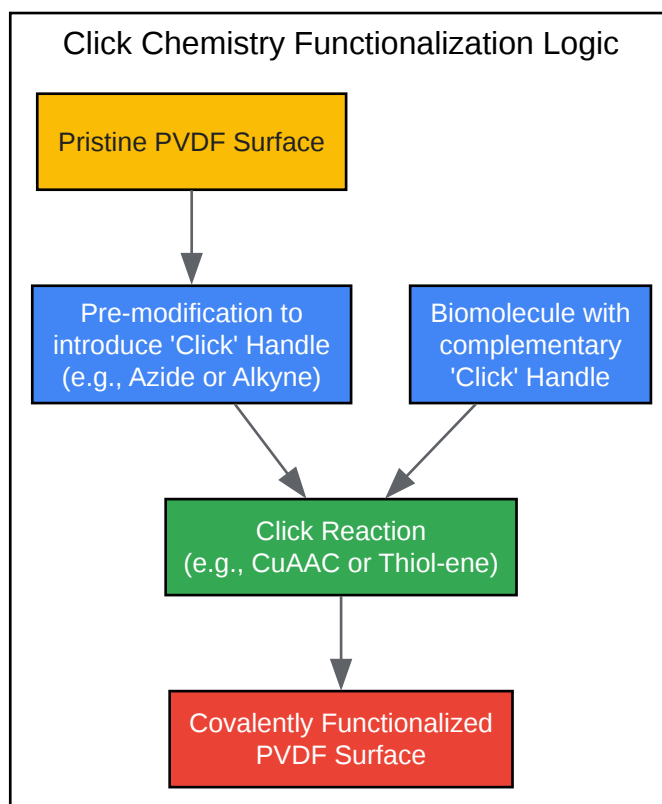 Click Chemistry Functionalization Logic
Pristine PVDF Surface
Pre-modification to
introduce 'Click' Handle
(e.g., Azide or Alkyne)
Biomolecule with
complementary
'Click' Handle
Click Reaction
(e.g., CuAAC or Thiol-ene)
Covalently Functionalized
PVDF Surface